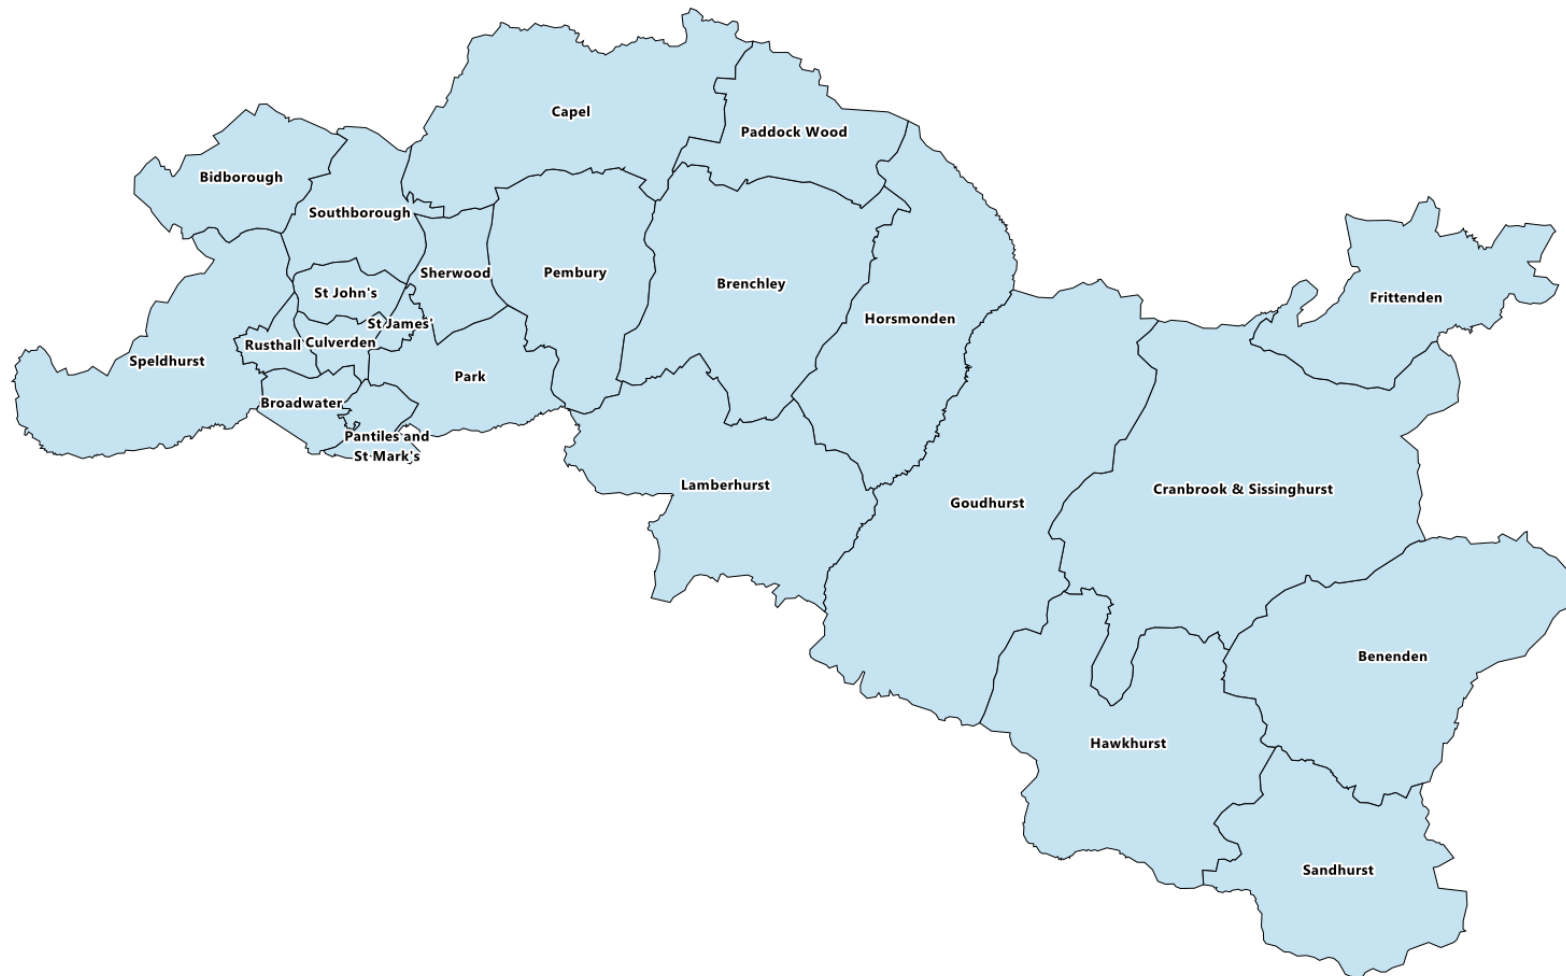 Capel
Paddock Wood
Bidborough
Southborough
Sherwood
Pembury
Brenchley
St John's
Frittenden
Horsmonden
St James'
Rusthall
Culverden
Speldhurst
Park
Broadwater
Pantiles and
St Mark's
Lamberhurst
Cranbrook & Sissinghurst
Goudhurst
Benenden
Hawkhurst
Sandhurst